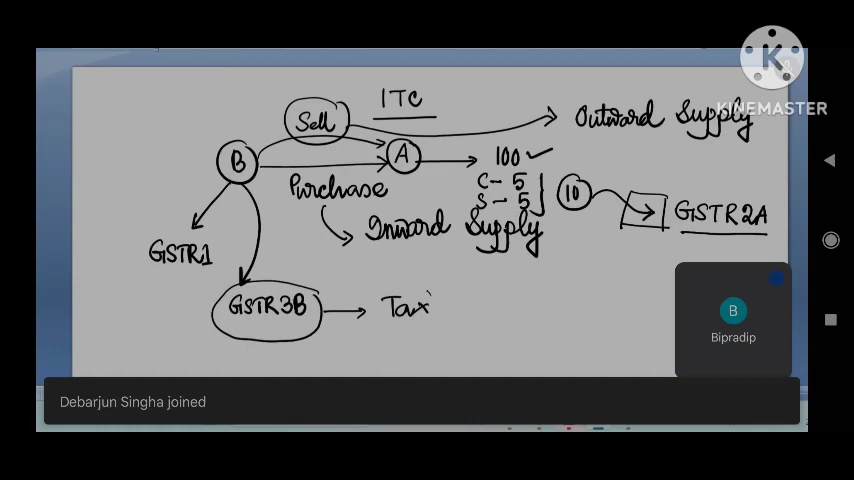 ITC
Sell
Outward Supply
KINEMASTER
B
A
100
Purchase
C - 5
S - 5
10
GSTR2A
Inward Supply
GSTR1
GSTR3B
Tax
B
Bipradip
Debarjun Singha joined